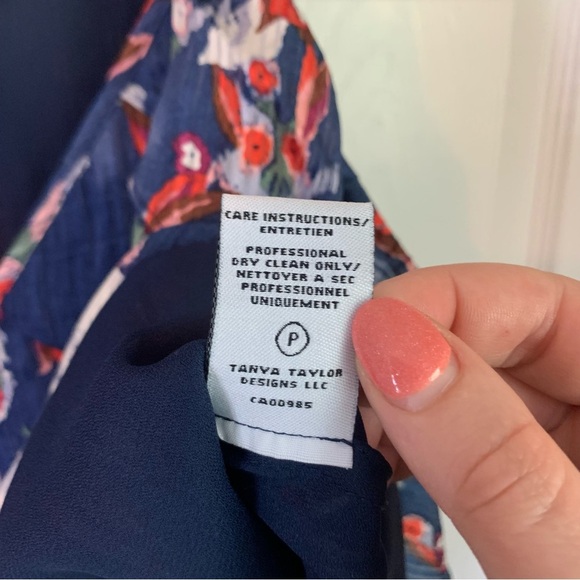 CARE INSTRUCTIONS/
ENTRETIEN
PROFESSIONAL
DRY CLEAN ONLY/
NETTOYER A SEC
PROFESSIONNEL
UNIQUEMENT
P
TANYA TAYLOR
DESIGNS LLC
CA00985